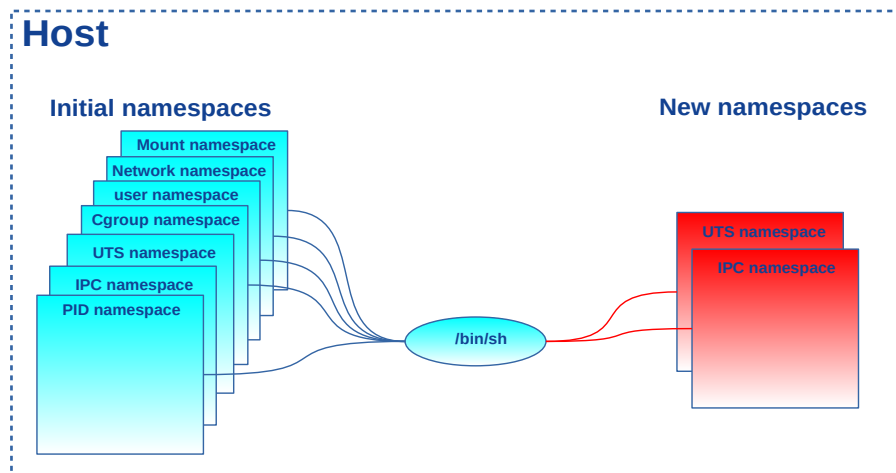 Host
Initial namespaces
New namespaces
Mount namespace
Network namespace
user namespace
Cgroup namespace
UTS namespace
IPC namespace
PID namespace
/bin/sh
UTS namespace
IPC namespace